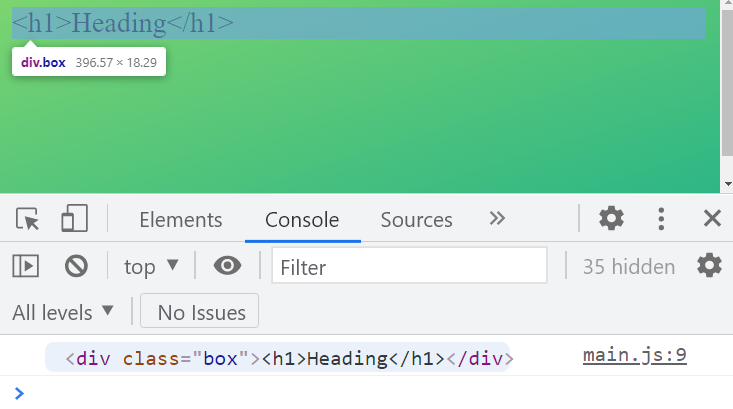 <h1>Heading</h1>
div.box 396.57 × 18.29
Elements Console Sources
top Filter 35 hidden
All levels No Issues
<div class="box"><h1>Heading</h1></div> main.js:9